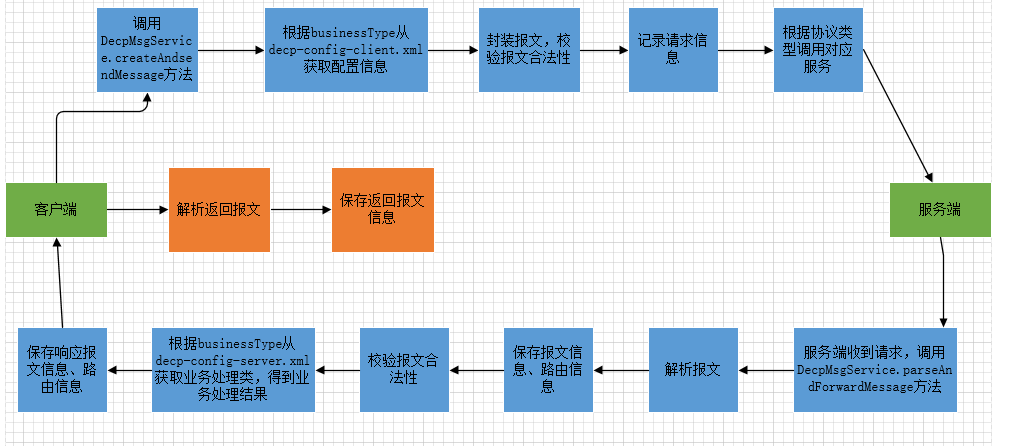 调用
DecpMsgServic
e.createAndse
ndMessage方法
根据businessType从
decp-config-client.xml
获取配置信息
封装报文，校
验报文合法性
记录请求信
息
根据协议类
型调用对应
服务
客户端
解析返回报文
保存返回报文
信息
服务端
保存响应报
文信息、路
由信息
根据businessType从
decp-config-server.xml
获取业务处理类，得到业
务处理结果
校验报文合
法性
保存报文信
息、路由信
息
解析报文
服务端收到请求，调用
DecpMsgService.parseAn
dForwardMessage方法